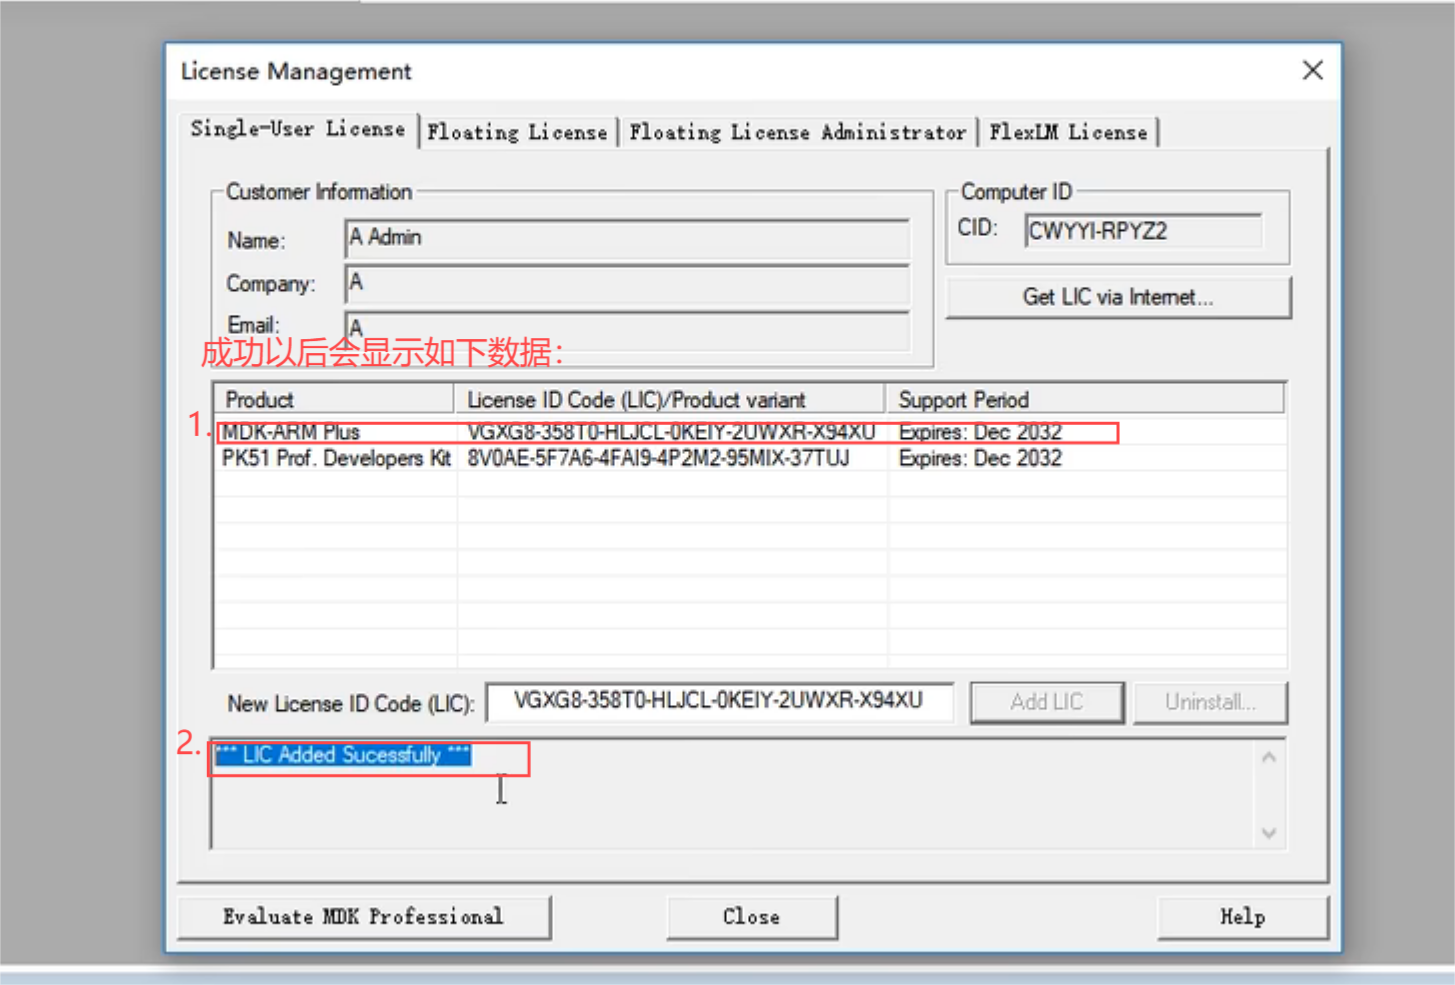 License Management
Single-User License Floating License Floating License Administrator FlexLM License
Customer Information
Computer ID
Name: A Admin
CID: CWYYI-RPYZ2
Company: A
Get LIC via Internet...
Email: A
成功以后会显示如下数据：
Product License ID Code (LIC)/Product variant Support Period
1. MDK-ARM Plus VGXG8-358T0-HLJCL-0KEIY-2UWXR-X94XU Expires: Dec 2032
PK51 Prof. Developers Kit 8V0AE-5F7A6-4FAI9-4P2M2-95MIX-37TUJ Expires: Dec 2032
New License ID Code (LIC): VGXG8-358T0-HLJCL-0KEIY-2UWXR-X94XU Add LIC Uninstall...
2. *** LIC Added Sucessfully ***
Evaluate MDK Professional Close Help